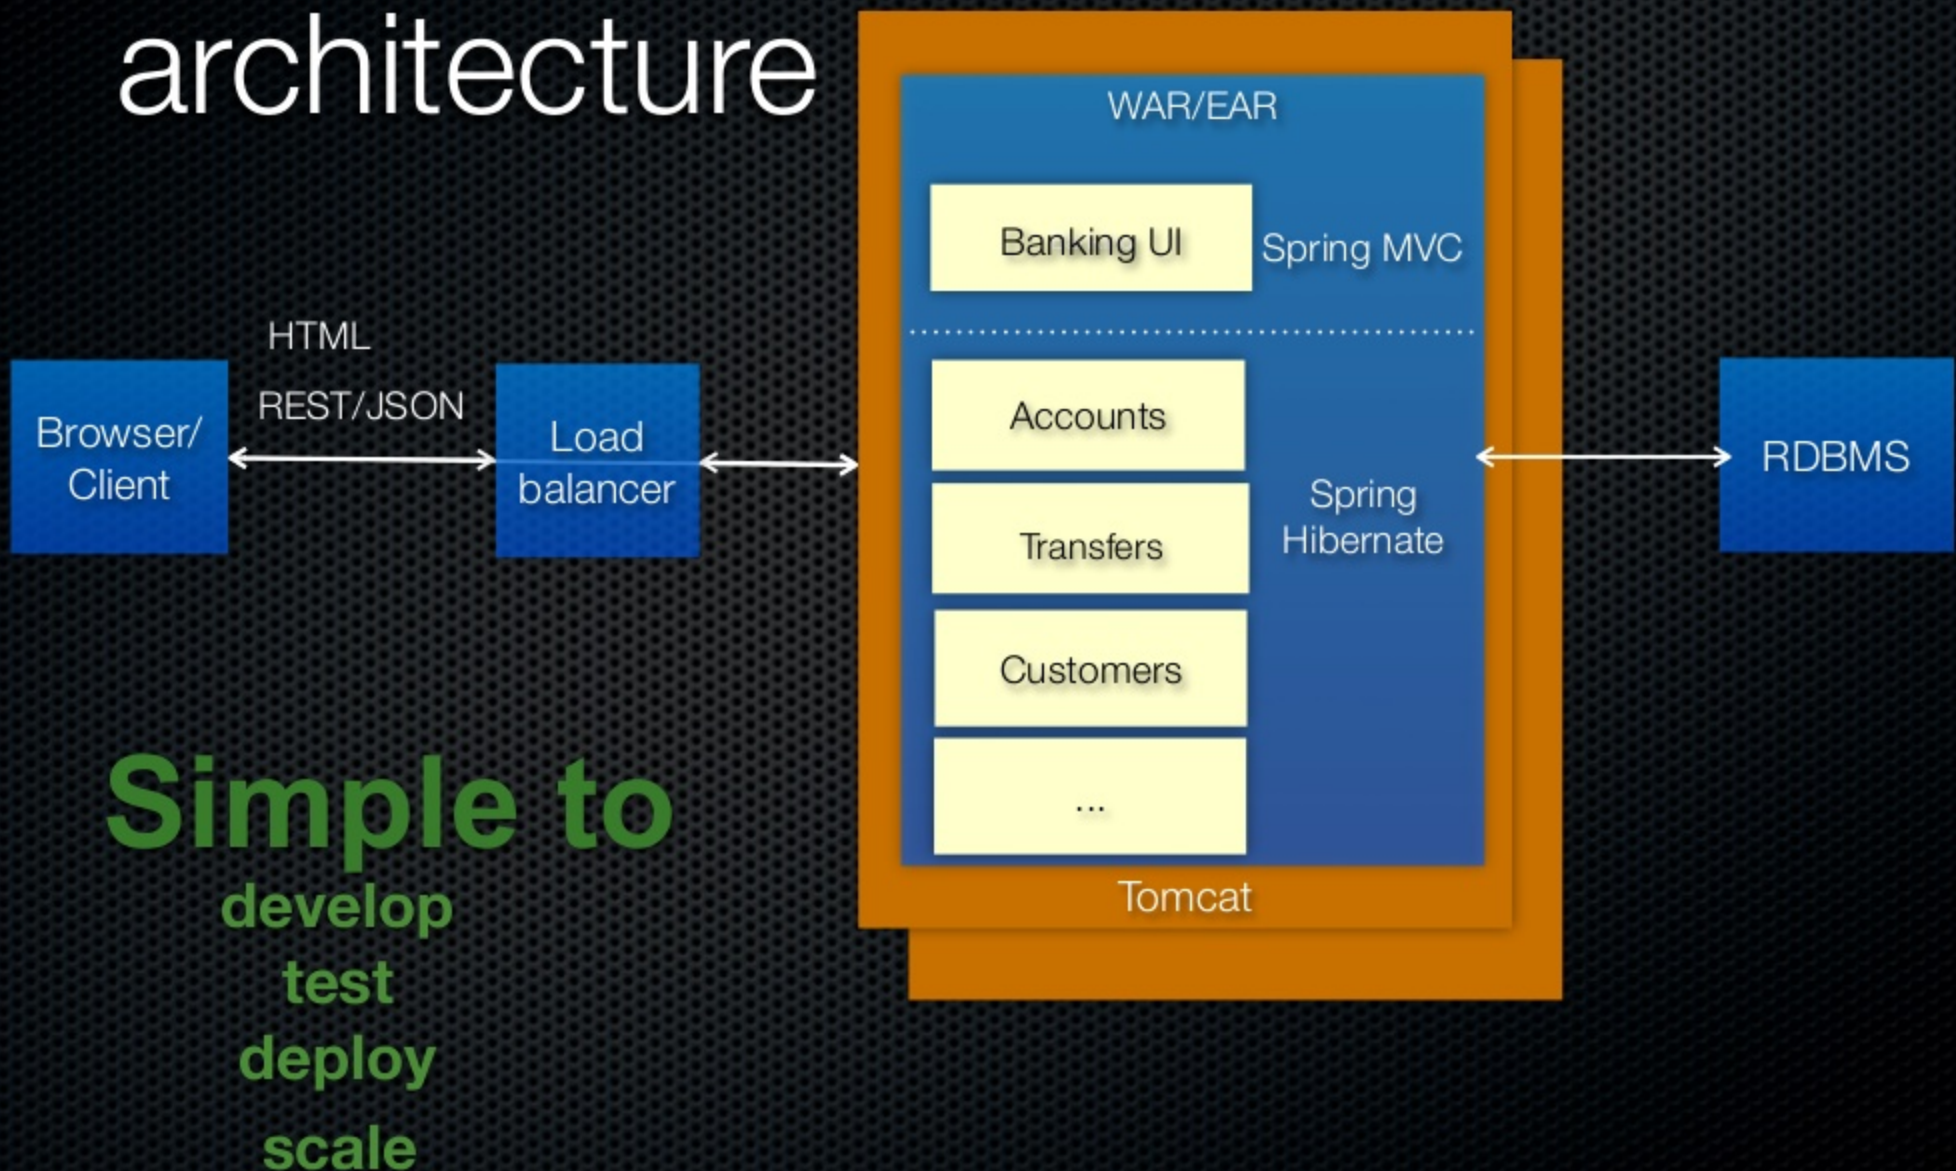 architecture
WAR/EAR
Banking UI
Spring MVC
HTML
REST/JSON
Browser/
Client
Load
balancer
Accounts
Transfers
Customers
...
Spring
Hibernate
Tomcat
RDBMS
Simple to
develop
test
deploy
scale